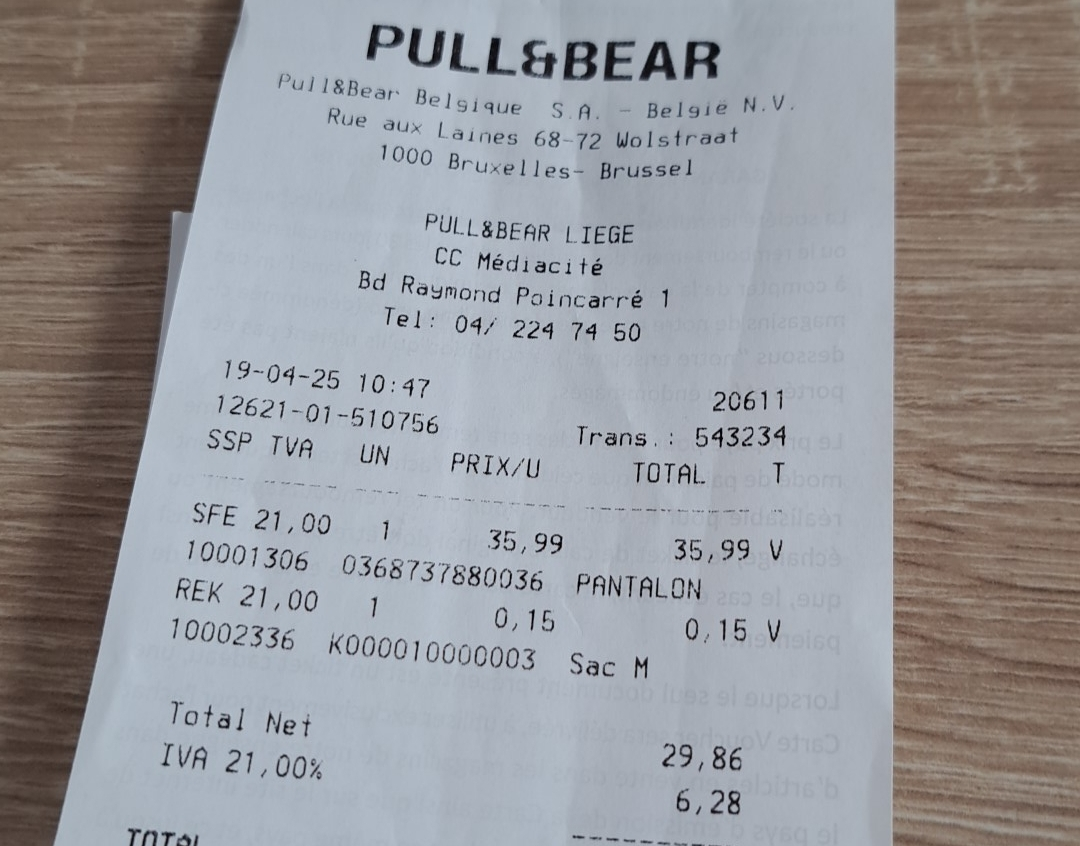 PULL&BEAR
Pull&Bear Belgique S.A. - België N.V.
Rue aux Laines 68-72 Wolstraat
1000 Bruxelles- Brussel
PULL&BEAR LIEGE
CC Médiacité
Bd Raymond Poincarré 1
Tel: 04/ 224 74 50
19-04-25 10:47 20611
12621-01-510756 Trans.: 543234
SSP TVA UN PRIX/U TOTAL T
SFE 21,00 1 35,99 35,99 V
10001306 0368737880036 PANTALON
REK 21,00 1 0,15 0,15 V
10002336 K000010000003 Sac M
Total Net 29,86
IVA 21,00% 6,28
TOTAL